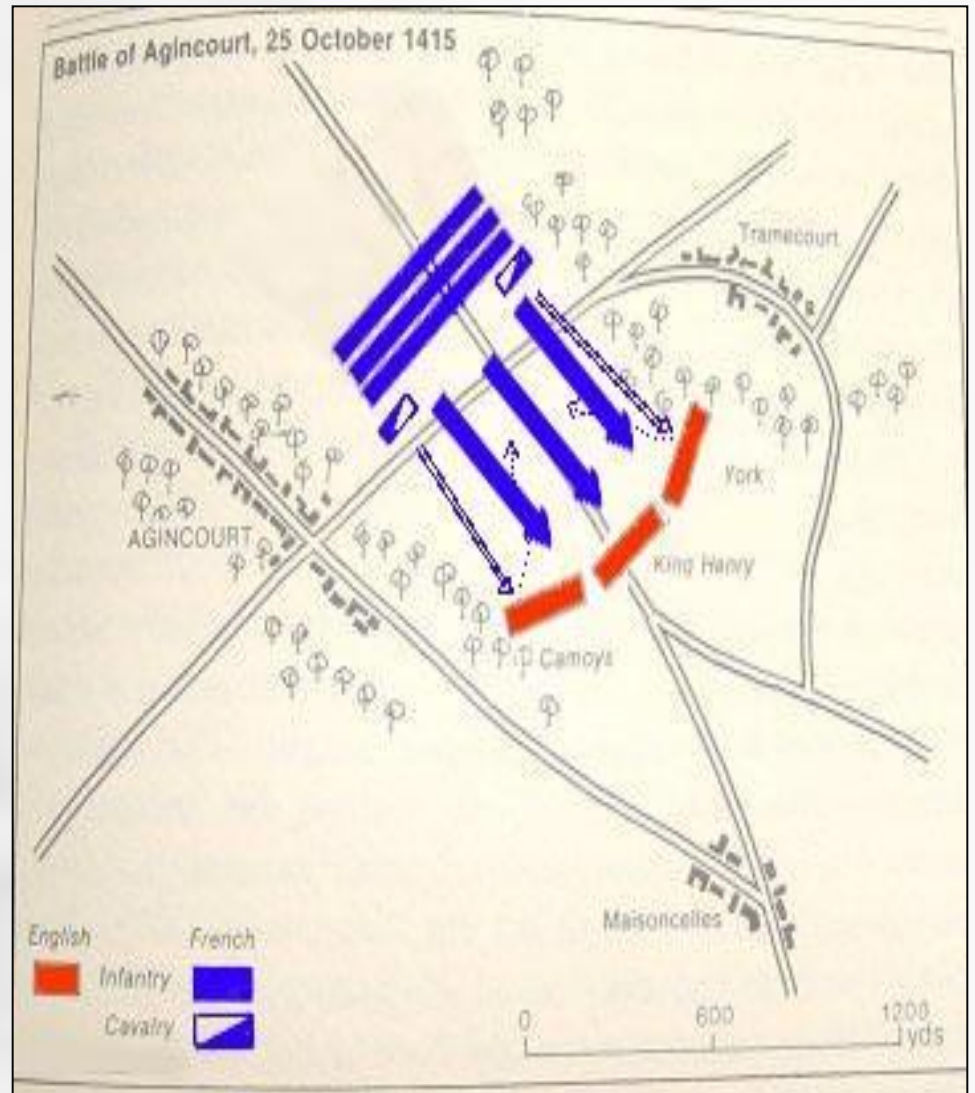 Battle of Agincourt, 25 October 1415
Tramecourt
York
AGINCOURT
King Henry
Camoys
Maisoncelles
English French
Infantry
Cavalry
0 600 1200
yds